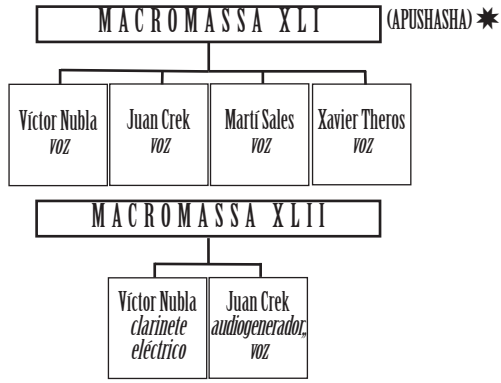 MACROMASSA XLI (APUSHASHA) ✷
Víctor Nubla Juan Crek Martí Sales Xavier Theros
voz voz voz voz
MACROMASSA XLII
Víctor Nubla Juan Crek
clarinete audiogenerador,,
eléctrico voz